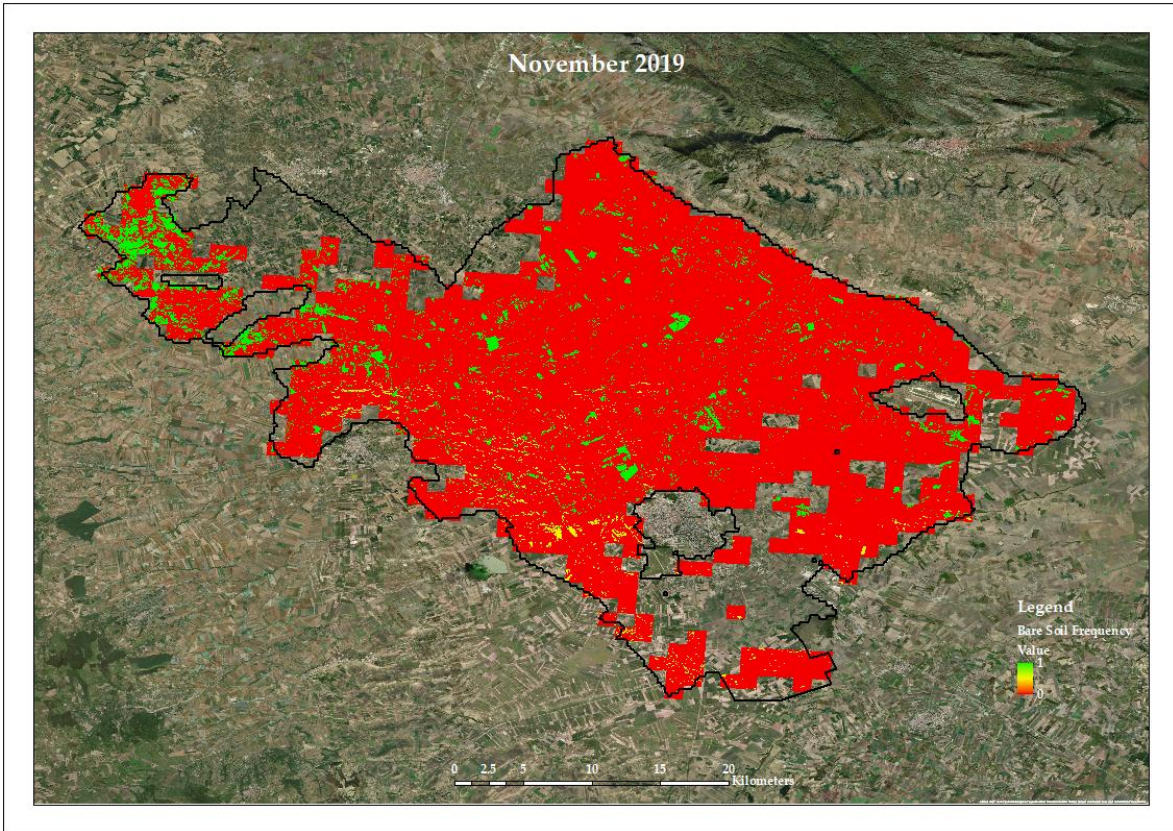 November 2019
Legend
Bare Soil Frequency
Value
1
0
0 2.5 5 10 15 20
Kilometers